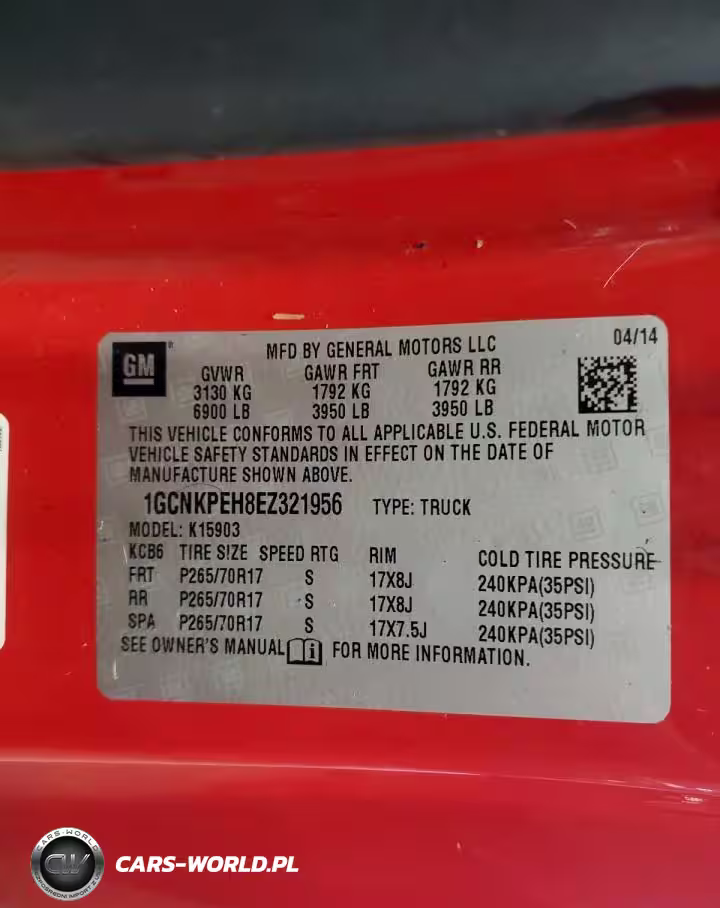 GM
MFD BY GENERAL MOTORS LLC
04/14
GVWR GAWR FRT GAWR RR
3130 KG 1792 KG 1792 KG
6900 LB 3950 LB 3950 LB
THIS VEHICLE CONFORMS TO ALL APPLICABLE U.S. FEDERAL MOTOR
VEHICLE SAFETY STANDARDS IN EFFECT ON THE DATE OF
MANUFACTURE SHOWN ABOVE.
1GCNKPEH8EZ321956 TYPE: TRUCK
MODEL: K15903
KCB6 TIRE SIZE SPEED RTG RIM COLD TIRE PRESSURE
FRT P265/70R17 S 17X8J 240KPA(35PSI)
RR P265/70R17 S 17X8J 240KPA(35PSI)
SPA P265/70R17 S 17X7.5J 240KPA(35PSI)
SEE OWNER'S MANUAL i FOR MORE INFORMATION.
CARS-WORLD
CW
CARS-WORLD.PL